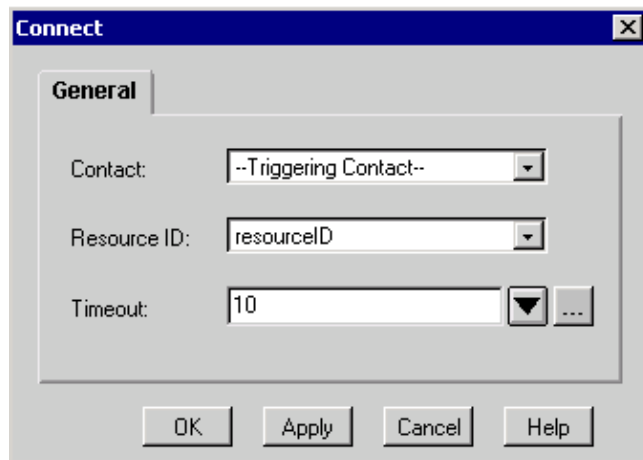 Connect
General
Contact: --Triggering Contact--
Resource ID: resourceID
Timeout: 10 ...
OK Apply Cancel Help